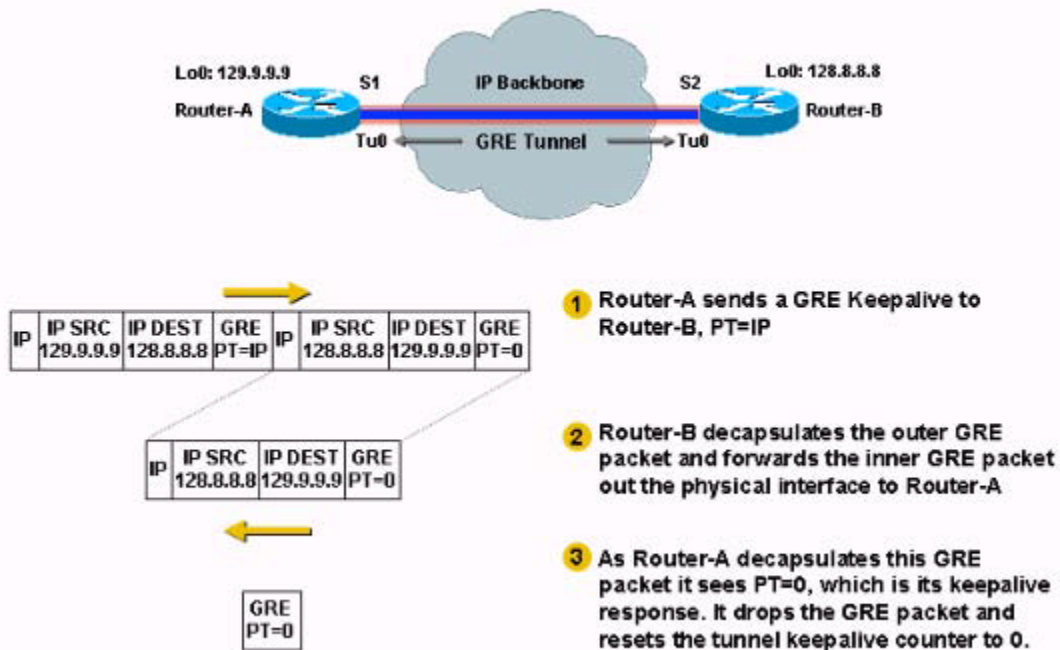 Lo0: 129.9.9.9
S1
IP Backbone
S2
Lo0: 128.8.8.8
Router-A
Router-B
Tu0
GRE Tunnel
Tu0
IP
IP SRC
129.9.9.9
IP DEST
128.8.8.8
GRE
PT=IP
IP
IP SRC
128.8.8.8
IP DEST
129.9.9.9
GRE
PT=0
1
Router-A sends a GRE Keepalive to
Router-B, PT=IP
IP
IP SRC
128.8.8.8
IP DEST
129.9.9.9
GRE
PT=0
2
Router-B decapsulates the outer GRE
packet and forwards the inner GRE packet
out the physical interface to Router-A
GRE
PT=0
3
As Router-A decapsulates this GRE
packet it sees PT=0, which is its keepalive
response. It drops the GRE packet and
resets the tunnel keepalive counter to 0.